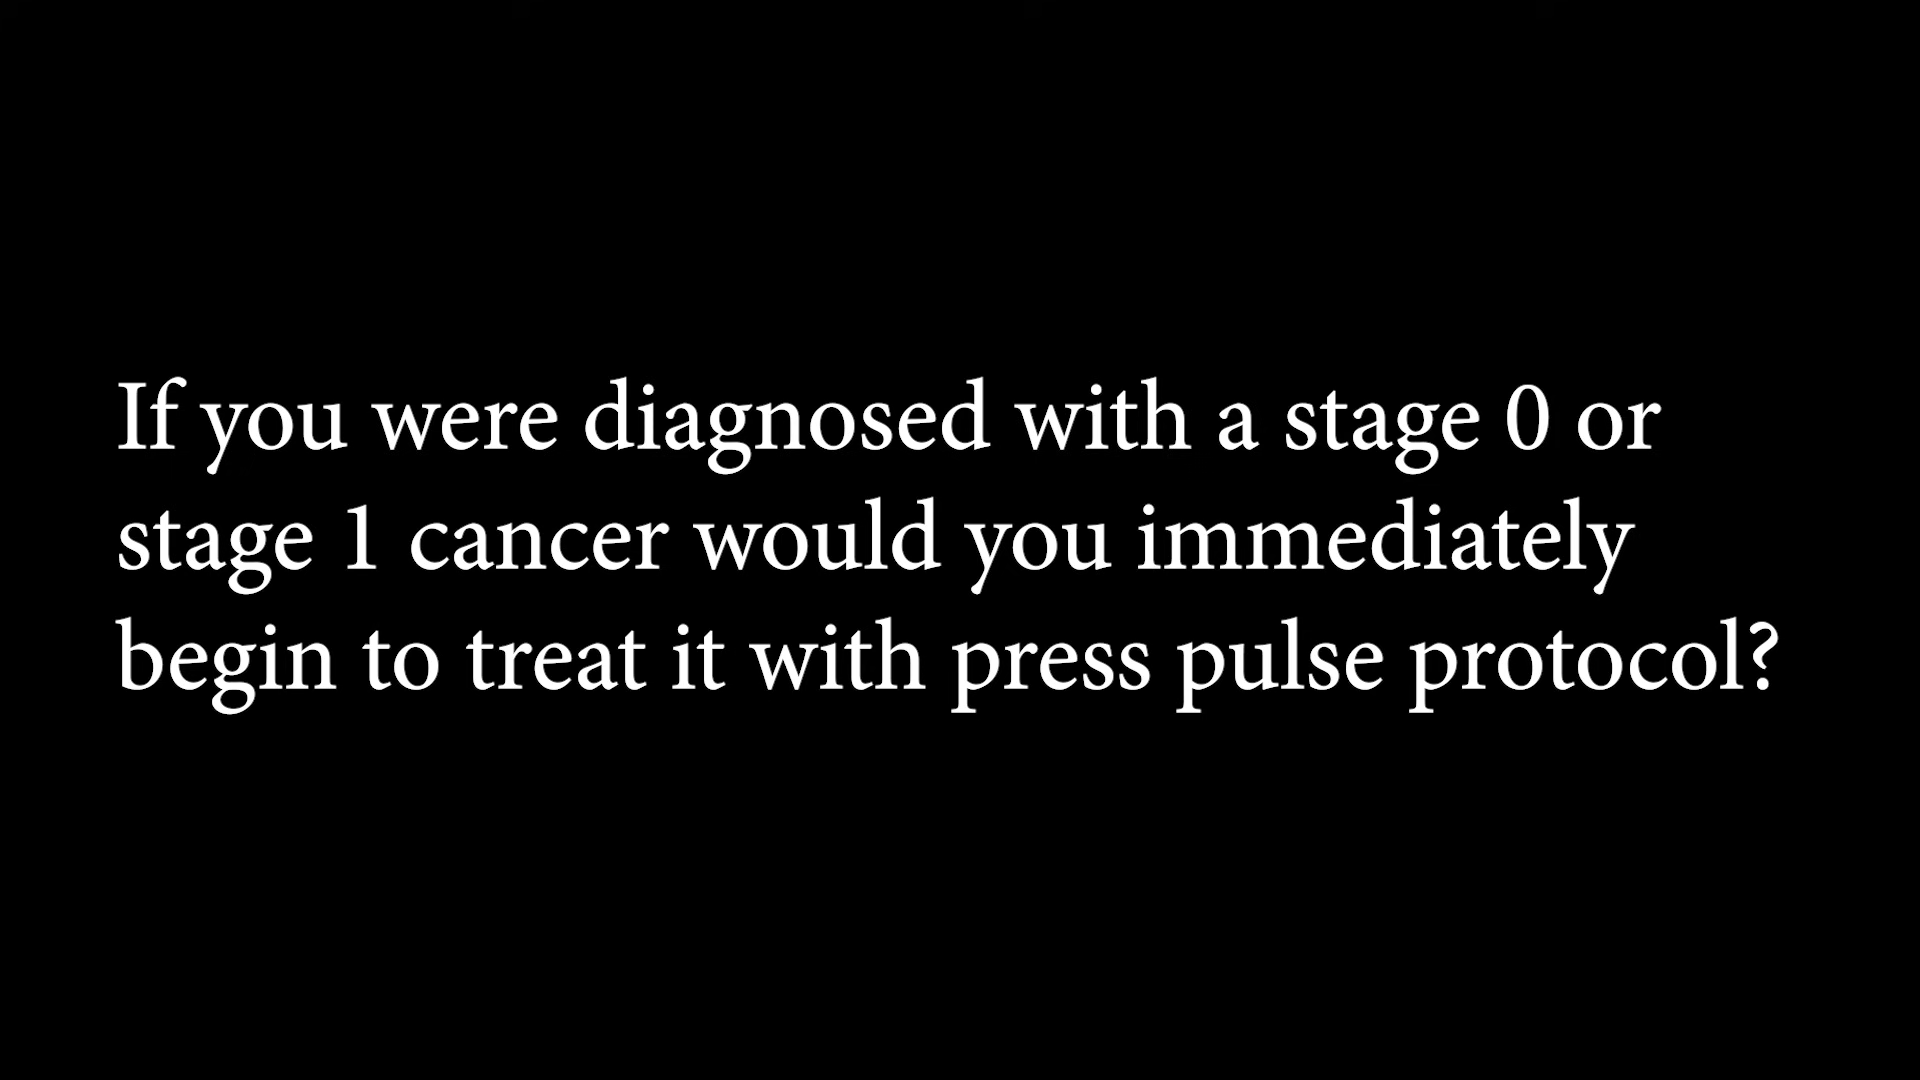 If you were diagnosed with a stage 0 or
stage 1 cancer would you immediately
begin to treat it with press pulse protocol?